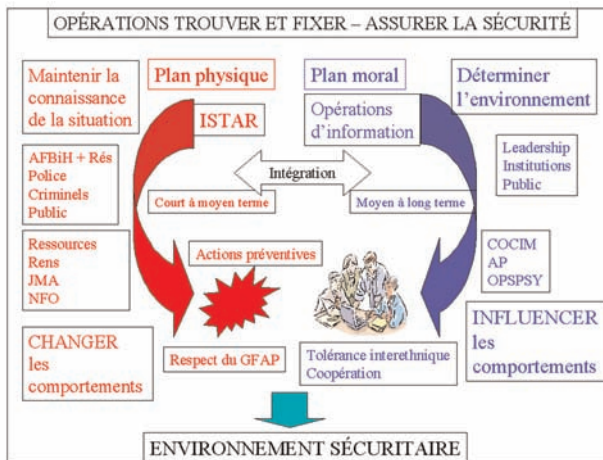 OPÉRATIONS TROUVER ET FIXER – ASSURER LA SÉCURITÉ
Maintenir la
connaissance
de la situation
Plan physique
Plan moral
Déterminer
l'environnement
ISTAR
Opérations
d'information
AFBiH + Rés
Police
Criminels
Public
Intégration
Leadership
Institutions
Public
Court à moyen terme
Moyen à long terme
Ressources
Rens
JMA
NFO
Actions préventives
COCIM
AP
OPSPSY
CHANGER
les
comportements
Respect du GFAP
Tolérance interethnique
Coopération
INFLUENCER
les
comportements
ENVIRONNEMENT SÉCURITAIRE